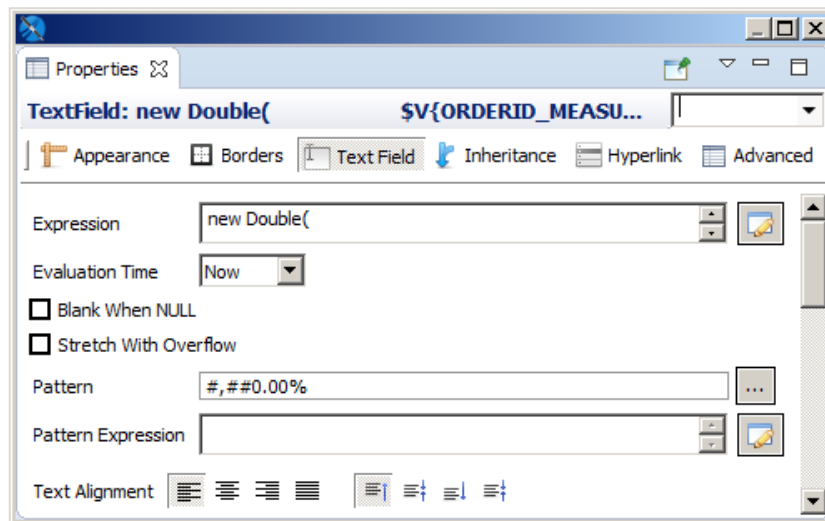 Properties
TextField: new Double( $V{ORDERID_MEASU...
Appearance Borders Text Field Inheritance Hyperlink Advanced
Expression new Double(
Evaluation Time Now
Blank When NULL
Stretch With Overflow
Pattern #,##0.00% ...
Pattern Expression
Text Alignment